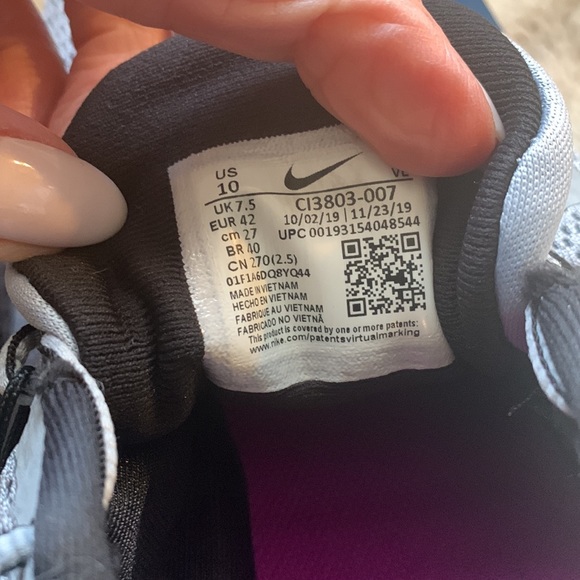 US
10
UK 7.5
EUR 42
cm 27
BR 40
CN 270(2.5)
01F1A6DQ8YQ44
MADE IN VIETNAM
HECHO EN VIETNAM
FABRIQUE AU VIETNAM
FABRICADO NO VIETNÃ
This product is covered by one or more patents:
www.nike.com/patentsvirtualmarking
CI3803-007
10/02/19 | 11/23/19
UPC 00193154048544